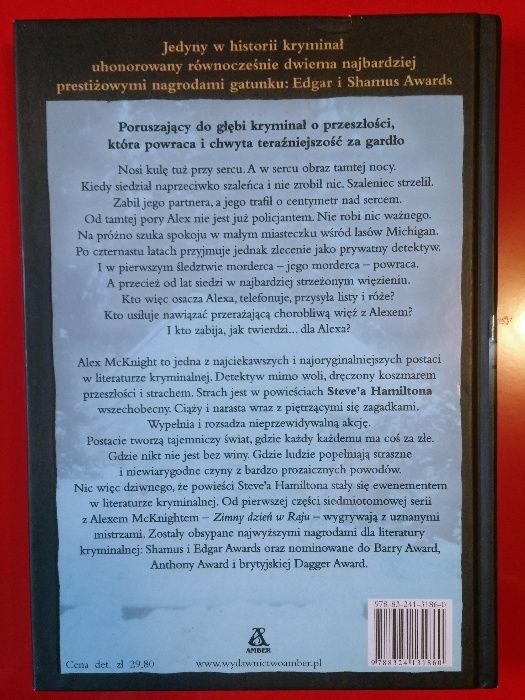 Jedyny w historii kryminał
uhonorowany równocześnie dwiema najbardziej
prestiżowymi nagrodami gatunku: Edgar i Shamus Awards
Poruszający do głębi kryminał o przeszłości,
która powraca i chwyta teraźniejszość za gardło
Nosi kulę tuż przy sercu. A w sercu obraz tamtej nocy.
Kiedy siedział naprzeciwko szaleńca i nie zrobił nic. Szaleniec strzelił.
Zabił jego partnera, a jego trafił o centymetr nad sercem.
Od tamtej pory Alex nie jest już policjantem. Nie robi nic ważnego.
Na próżno szuka spokoju w małym miasteczku wśród lasów Michigan.
Po czternastu latach przyjmuje jednak zlecenie jako prywatny detektyw.
I w pierwszym śledztwie morderca – jego morderca – powraca.
A przecież od lat siedzi w najbardziej strzeżonym więzieniu.
Kto więc osacza Alexa, telefonuje, przysyła listy i róże?
Kto usiłuje nawiązać przerażającą chorobliwą więź z Alexem?
I kto zabija, jak twierdzi... dla Alexa?
Alex McKnight to jedna z najciekawszych i najoryginalniejszych postaci
w literaturze kryminalnej. Detektyw mimo woli, dręczony koszmarem
przeszłości i strachem. Strach jest w powieściach Steve'a Hamiltona
wszechobecny. Ciąży i narasta wraz z piętrzącymi się zagadkami.
Wypełnia i rozsadza nieprzewidywalną akcję.
Postacie tworzą tajemniczy świat, gdzie każdy każdemu ma coś za złe.
Gdzie nikt nie jest bez winy. Gdzie ludzie popełniają straszne
i niewiarygodne czyny z bardzo prozaicznych powodów.
Nic więc dziwnego, że powieści Steve'a Hamiltona stały się ewenementem
w literaturze kryminalnej. Od pierwszej części siedmiotomowej serii
z Alexem McKnightem – Zimny dzień w Raju – wygrywają z uznanymi
mistrzami. Zostały obsypane najwyższymi nagrodami dla literatury
kryminalnej: Shamus i Edgar Awards oraz nominowane do Barry Award,
Anthony Award i brytyjskiej Dagger Award.
978-83-241-3186-0
9 788324 131860
AMBER
Cena det. zł 29,80
www.wydawnictwoamber.pl